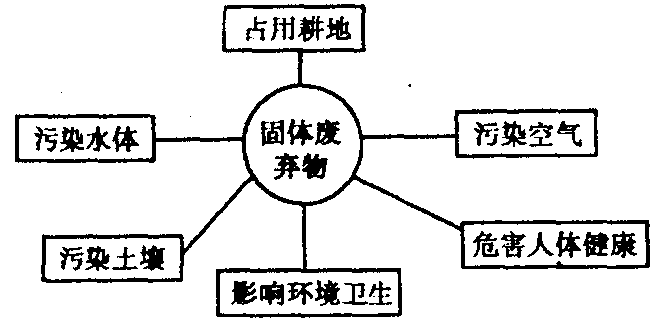 占用耕地
污染水体
固体废
弃物
污染空气
污染土壤
危害人体健康
影响环境卫生